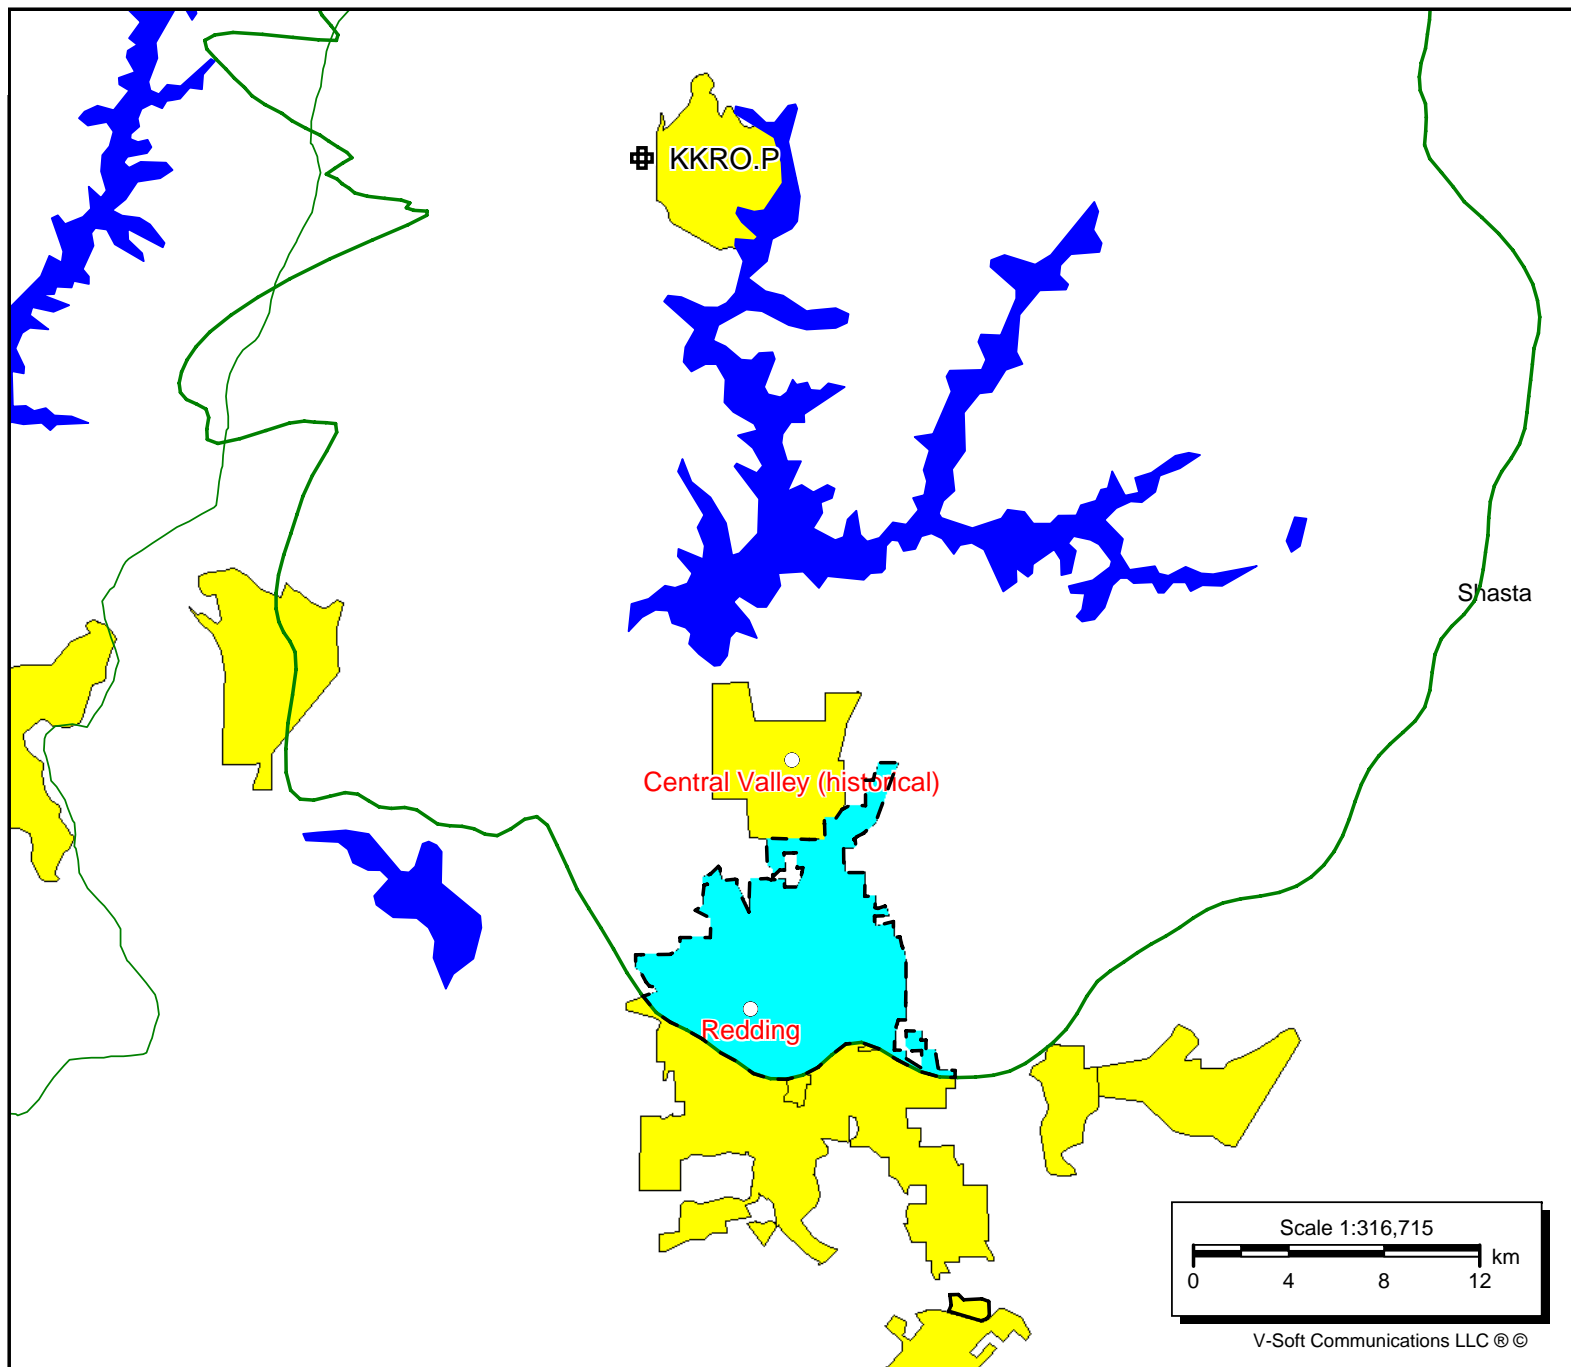 KKRO.P
Shasta
Central Valley (historical)
Redding
Scale 1:316,715
km
0 4 8 12
V-Soft Communications LLC ® ©